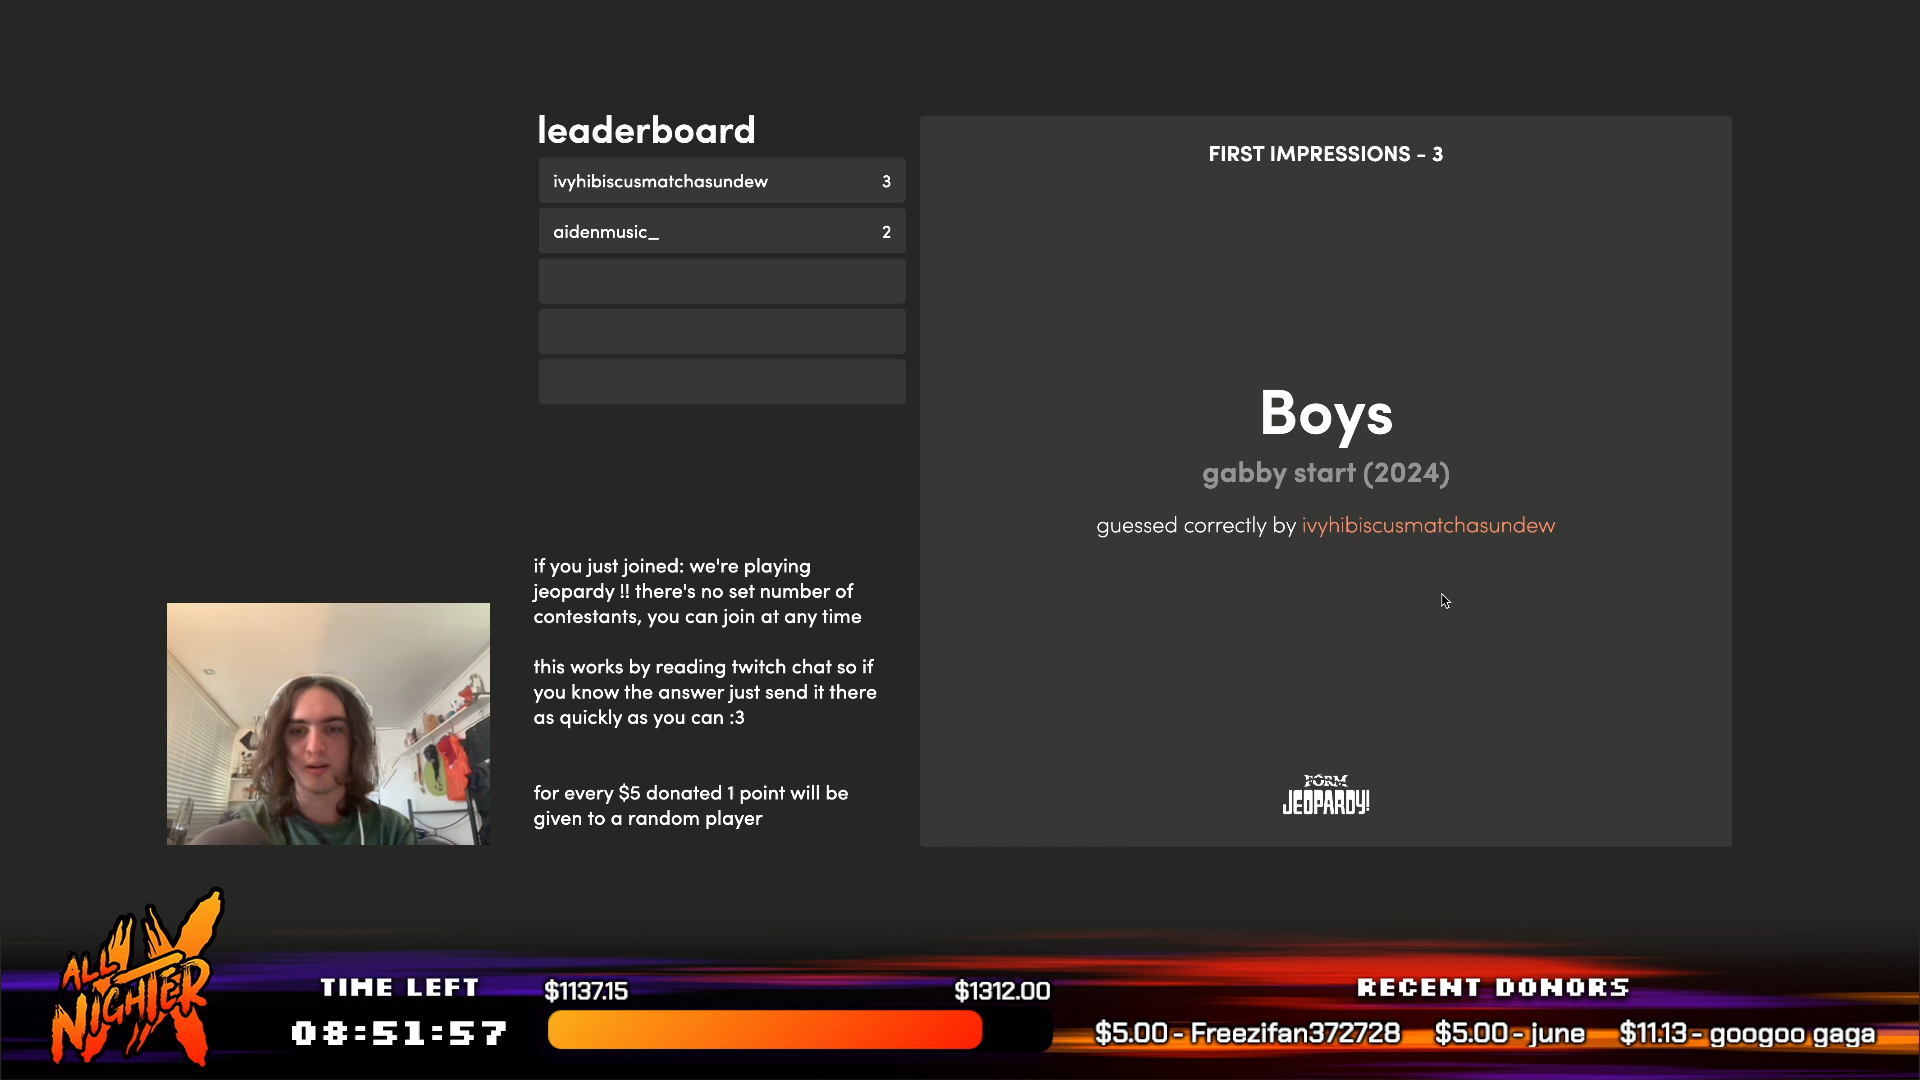 leaderboard
ivyhibiscusmatchasundew 3
aidenmusic_ 2
FIRST IMPRESSIONS - 3
Boys
gabby start (2024)
guessed correctly by ivyhibiscusmatchasundew
FORM
JEOPARDY!
if you just joined: we're playing
jeopardy !! there's no set number of
contestants, you can join at any time
this works by reading twitch chat so if
you know the answer just send it there
as quickly as you can :3
for every $5 donated 1 point will be
given to a random player
ALL
NIGHTER
TIME LEFT
08:51:57
$1137.15 $1312.00
RECENT DONORS
$5.00 - Freezifan372728 $5.00 - june $11.13 - googoo gaga